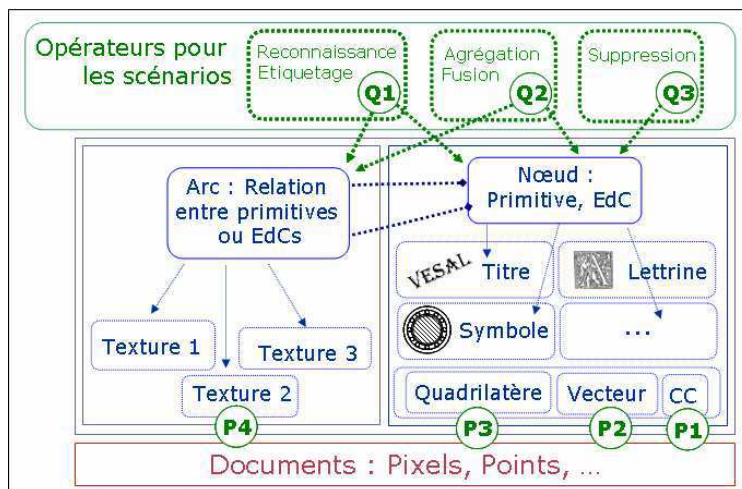 Opérateurs pour
les scénarios
Reconnaissance
Etiquetage
Q1
Agrégation
Fusion
Q2
Suppression
Q3
Arc : Relation
entre primitives
ou EdCs
Nœud :
Primitive, EdC
VESAL
Titre
Lettrine
Symbole
...
Texture 1
Texture 3
Texture 2
Quadrilatère
Vecteur
CC
P4
P3
P2
P1
Documents : Pixels, Points, ...